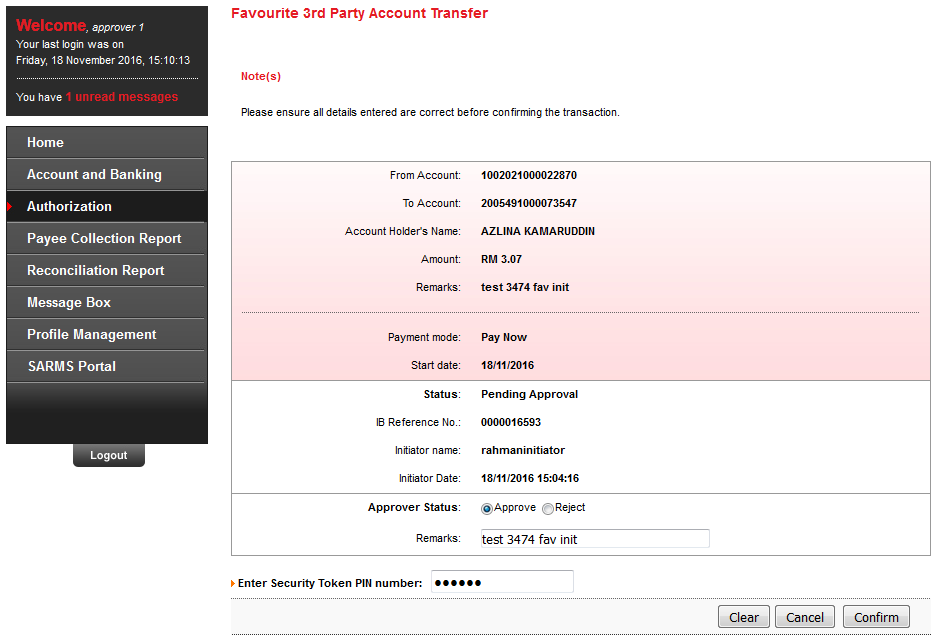 Welcome, approver 1
Your last login was on
Friday, 18 November 2016, 15:10:13
You have 1 unread messages
Home
Account and Banking
Authorization
Payee Collection Report
Reconciliation Report
Message Box
Profile Management
SARMS Portal
Logout
Favourite 3rd Party Account Transfer
Note(s)
Please ensure all details entered are correct before confirming the transaction.
From Account: 1002021000022870
To Account: 2005491000073547
Account Holder's Name: AZLINA KAMARUDDIN
Amount: RM 3.07
Remarks: test 3474 fav init
Payment mode: Pay Now
Start date: 18/11/2016
Status: Pending Approval
IB Reference No.: 0000016593
Initiator name: rahmaninitiator
Initiator Date: 18/11/2016 15:04:16
Approver Status: Approve Reject
Remarks: test 3474 fav init
Enter Security Token PIN number: ●●●●●●
Clear Cancel Confirm